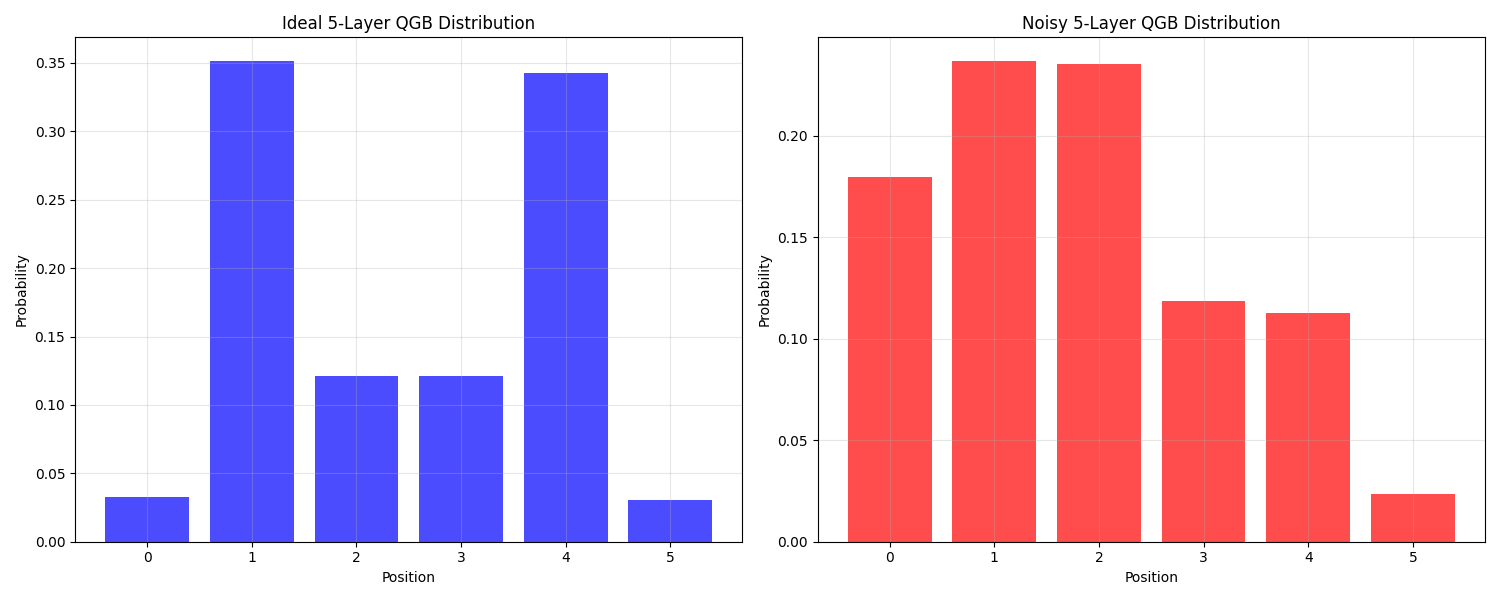 Ideal 5-Layer QGB Distribution
Probability
0.35
0.30
0.25
0.20
0.15
0.10
0.05
0.00
0 1 2 3 4 5
Position
Noisy 5-Layer QGB Distribution
Probability
0.20
0.15
0.10
0.05
0.00
0 1 2 3 4 5
Position